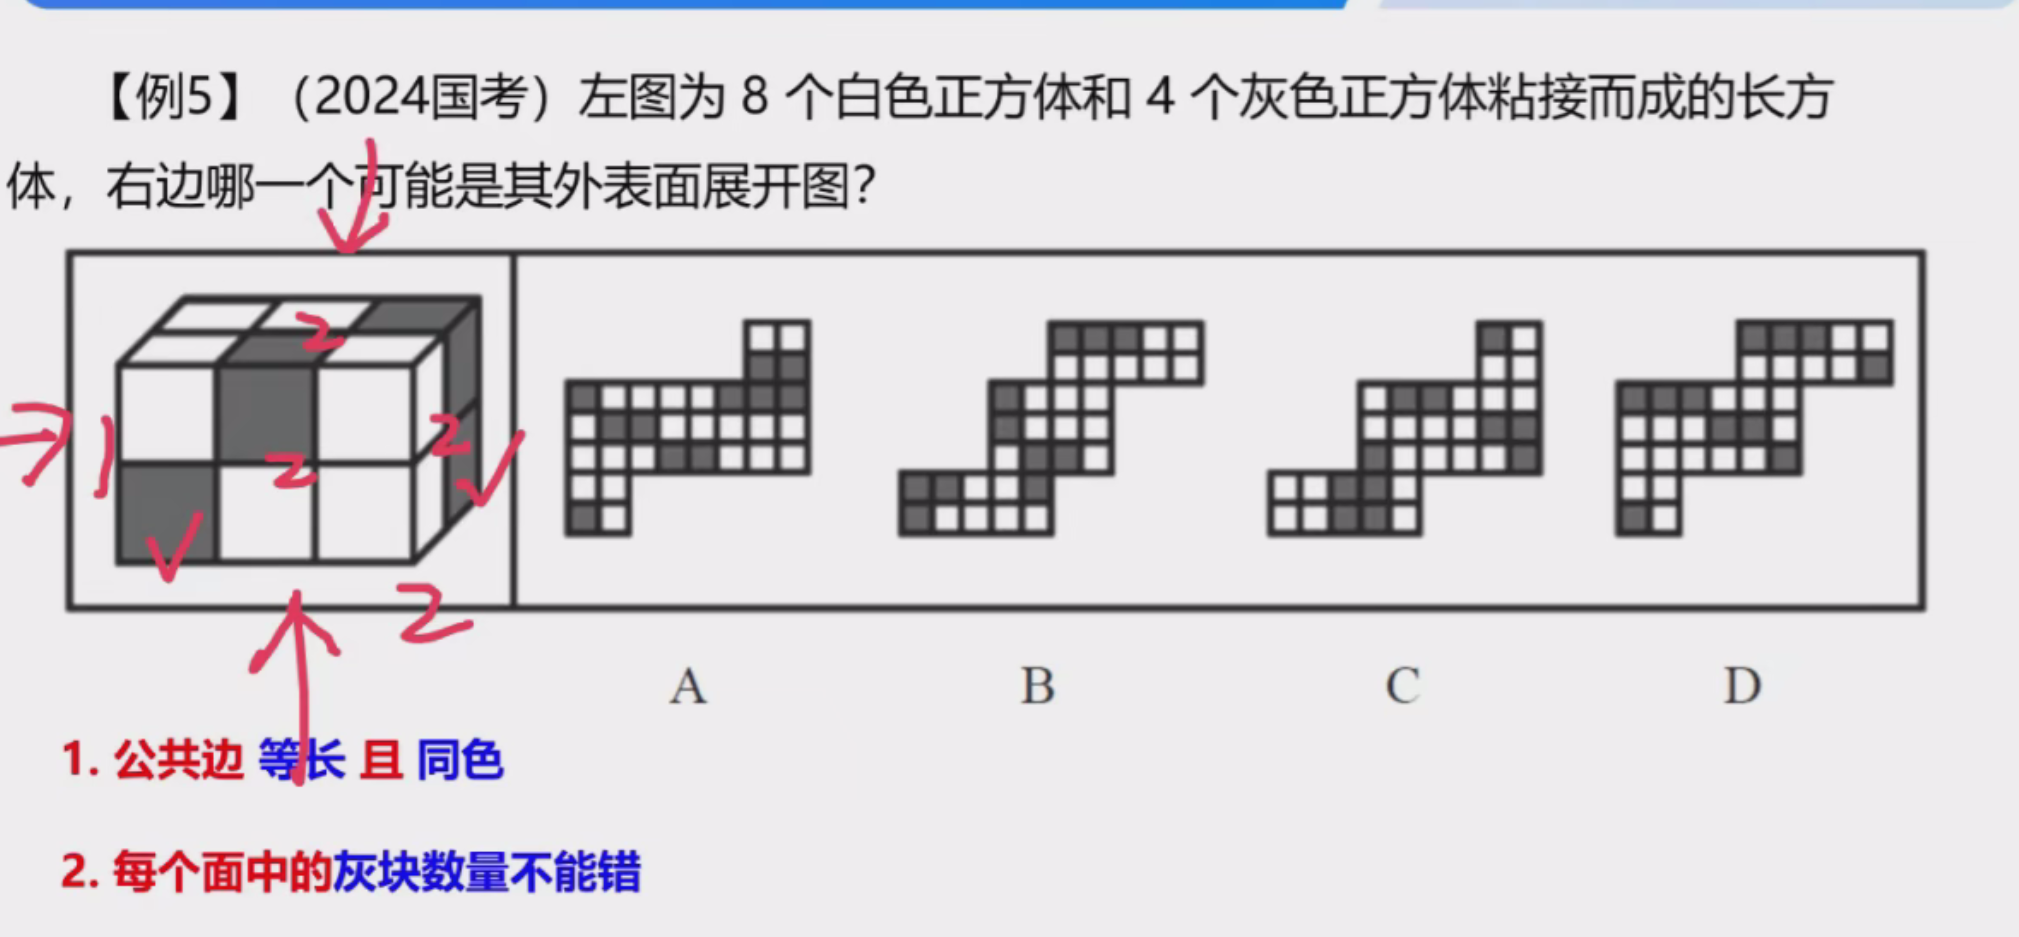 【例5】（2024国考）左图为 8 个白色正方体和 4 个灰色正方体粘接而成的长方
体，右边哪一个可能是其外表面展开图？
2
1
2
2
2
A
B
C
D
1. 公共边 等长 且 同色
2. 每个面中的灰块数量不能错